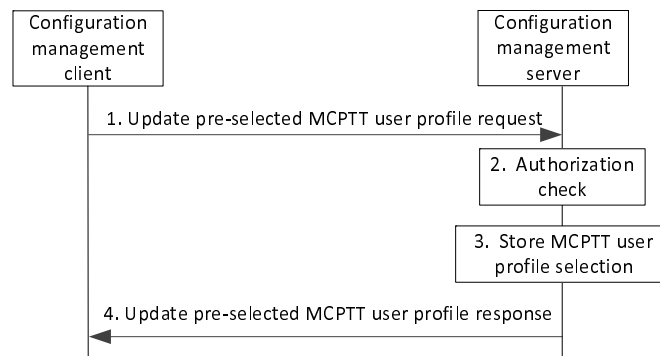 Configuration
management
client
Configuration
management
server
1. Update pre-selected MCPTT user profile request
2. Authorization
check
3. Store MCPTT user
profile selection
4. Update pre-selected MCPTT user profile response